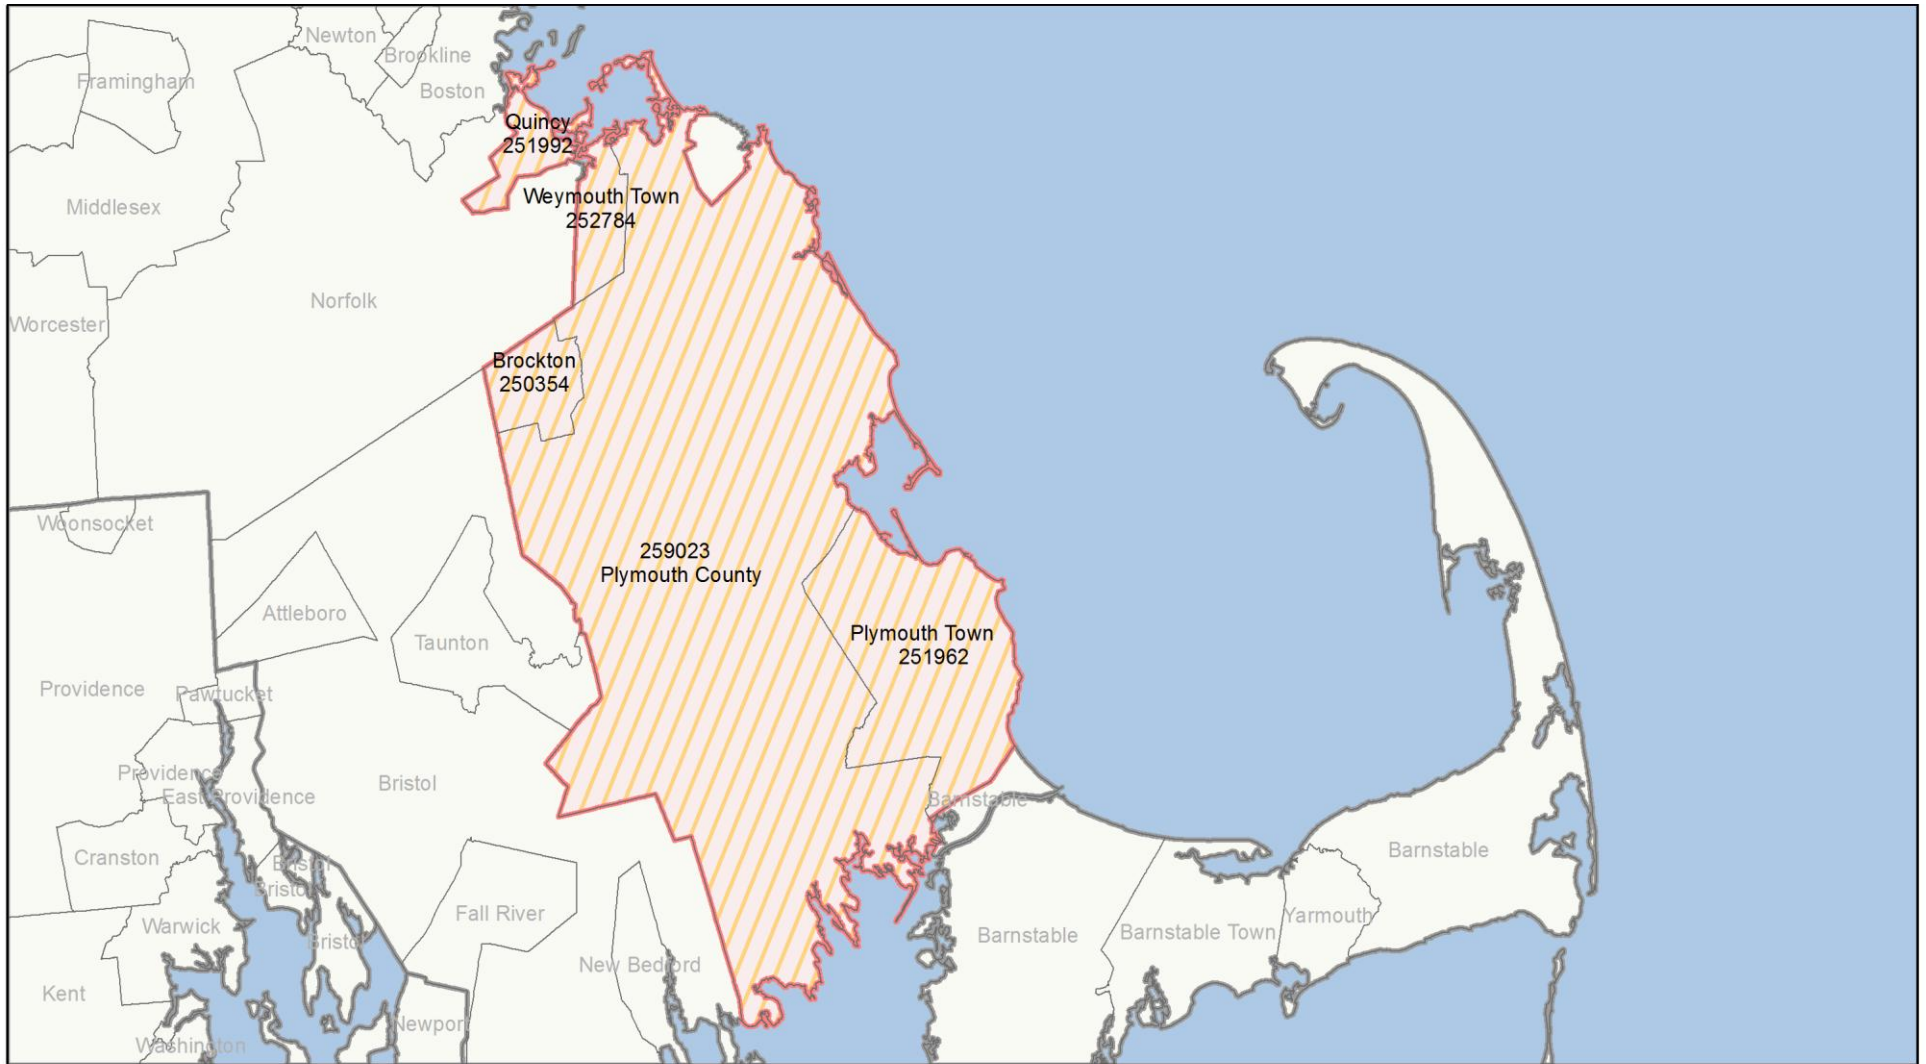 Newton
Brookline
Framingham
Boston
Quincy
251992
Weymouth Town
252784
Middlesex
Norfolk
Worcester
Brockton
250354
Woonsocket
259023
Plymouth County
Attleboro
Taunton
Plymouth Town
251962
Providence
Pawtucket
Providence
East Providence
Bristol
Barnstable
Cranston
Bristol
Bristol
Barnstable
Fall River
Warwick
Bristol
Yarmouth
Barnstable
Barnstable Town
New Bedford
Kent
Newport
Washington